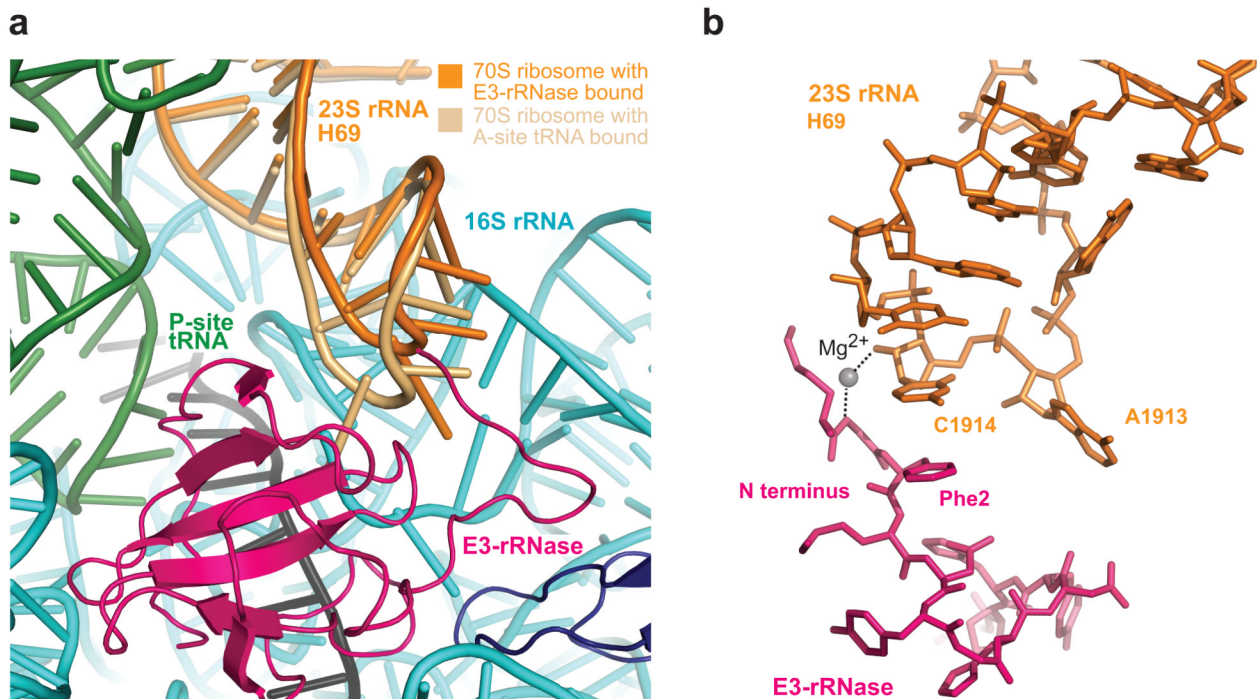 a
70S ribosome with
E3-rRNase bound
70S ribosome with
A-site tRNA bound
23S rRNA
H69
16S rRNA
P-site
tRNA
E3-rRNase
b
23S rRNA
H69
Mg2+
C1914
A1913
N terminus
Phe2
E3-rRNase